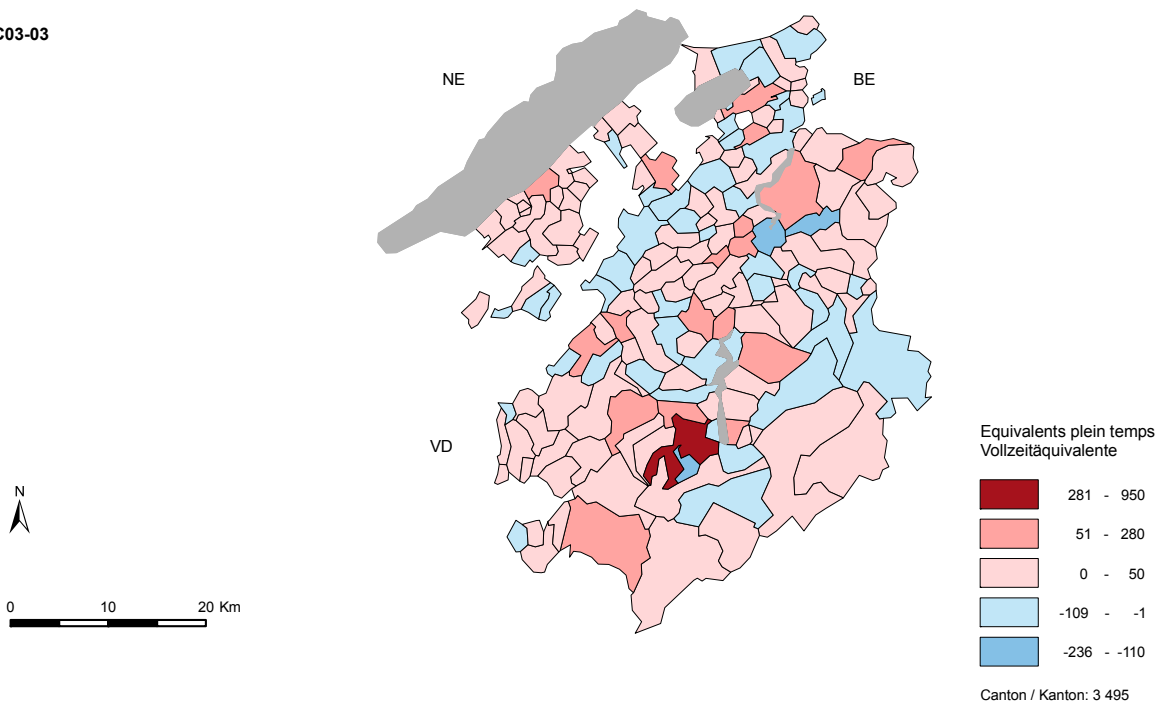 C03-03
NE
BE
VD
N
0 10 20 Km
Equivalents plein temps
Vollzeitäquivalente
281 - 950
51 - 280
0 - 50
-109 - -1
-236 - -110
Canton / Kanton: 3 495